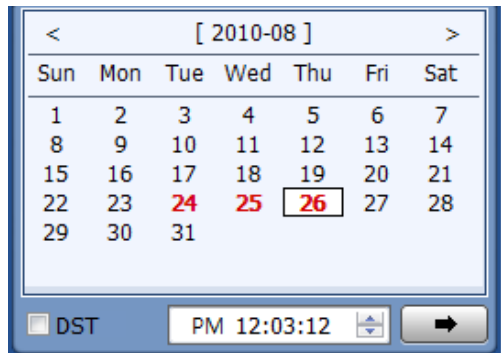 < [ 2010-08 ] >
Sun Mon Tue Wed Thu Fri Sat
1 2 3 4 5 6 7
8 9 10 11 12 13 14
15 16 17 18 19 20 21
22 23 24 25 26 27 28
29 30 31
DST PM 12:03:12